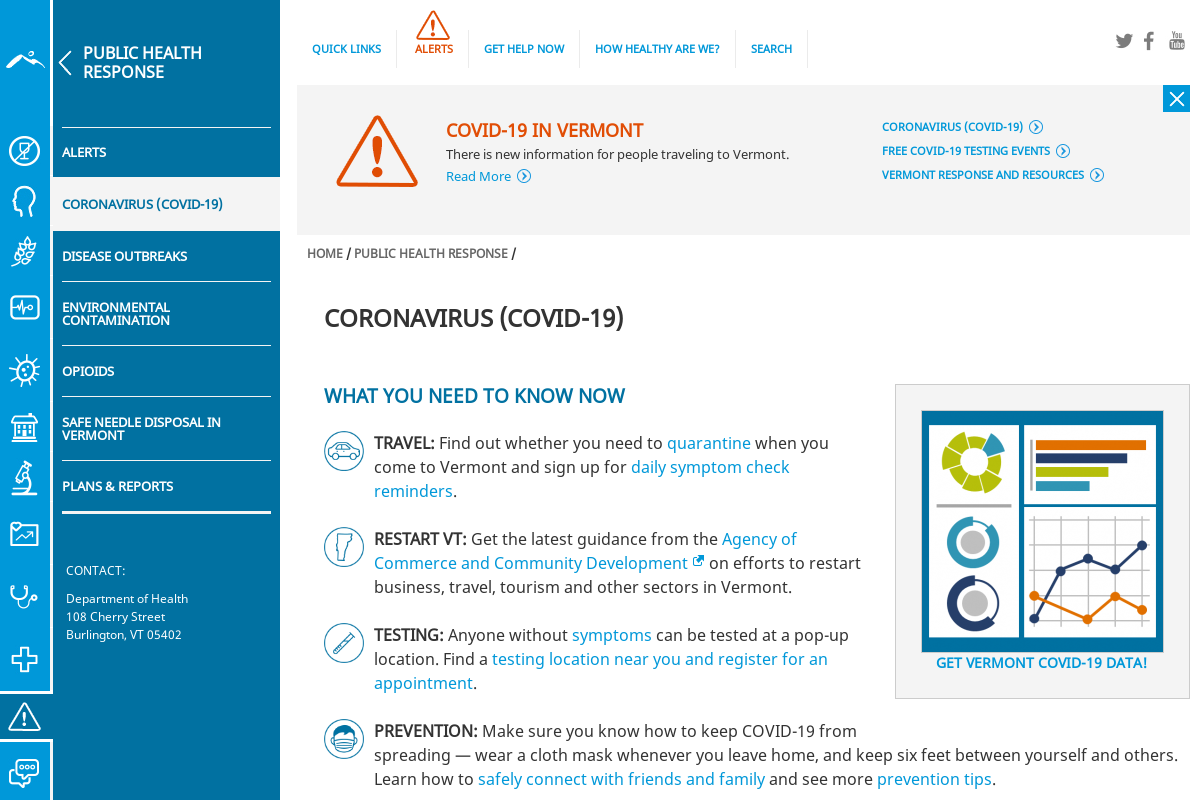 PUBLIC HEALTH
RESPONSE
ALERTS
CORONAVIRUS (COVID-19)
DISEASE OUTBREAKS
ENVIRONMENTAL
CONTAMINATION
OPIOIDS
SAFE NEEDLE DISPOSAL IN
VERMONT
PLANS & REPORTS
CONTACT:
Department of Health
108 Cherry Street
Burlington, VT 05402
QUICK LINKS
ALERTS
GET HELP NOW
HOW HEALTHY ARE WE?
SEARCH
You
COVID-19 IN VERMONT
There is new information for people traveling to Vermont.
Read More
CORONAVIRUS (COVID-19)
FREE COVID-19 TESTING EVENTS
VERMONT RESPONSE AND RESOURCES
HOME / PUBLIC HEALTH RESPONSE /
CORONAVIRUS (COVID-19)
WHAT YOU NEED TO KNOW NOW
TRAVEL: Find out whether you need to quarantine when you
come to Vermont and sign up for daily symptom check
reminders.
RESTART VT: Get the latest guidance from the Agency of
Commerce and Community Development on efforts to restart
business, travel, tourism and other sectors in Vermont.
TESTING: Anyone without symptoms can be tested at a pop-up
location. Find a testing location near you and register for an
appointment.
PREVENTION: Make sure you know how to keep COVID-19 from
spreading — wear a cloth mask whenever you leave home, and keep six feet between yourself and others.
Learn how to safely connect with friends and family and see more prevention tips.
GET VERMONT COVID-19 DATA!